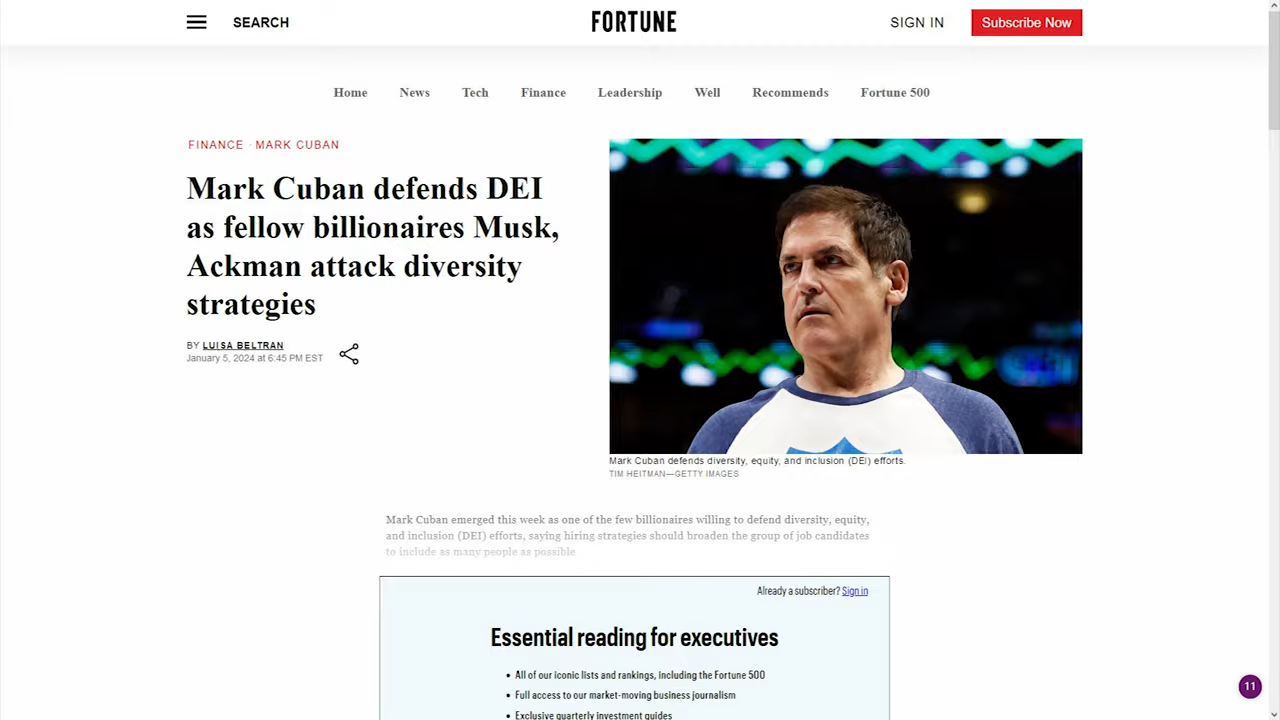 SEARCH
FORTUNE
SIGN IN
Subscribe Now
Home News Tech Finance Leadership Well Recommends Fortune 500
FINANCE · MARK CUBAN
Mark Cuban defends DEI
as fellow billionaires Musk,
Ackman attack diversity
strategies
BY LUISA BELTRAN
January 5, 2024 at 6:45 PM EST
Mark Cuban defends diversity, equity, and inclusion (DEI) efforts.
TIM HEITMAN—GETTY IMAGES
Mark Cuban emerged this week as one of the few billionaires willing to defend diversity, equity,
and inclusion (DEI) efforts, saying hiring strategies should broaden the group of job candidates
to include as many people as possible
Already a subscriber? Sign in
Essential reading for executives
• All of our iconic lists and rankings, including the Fortune 500
• Full access to our market-moving business journalism
• Exclusive quarterly investment guides
11